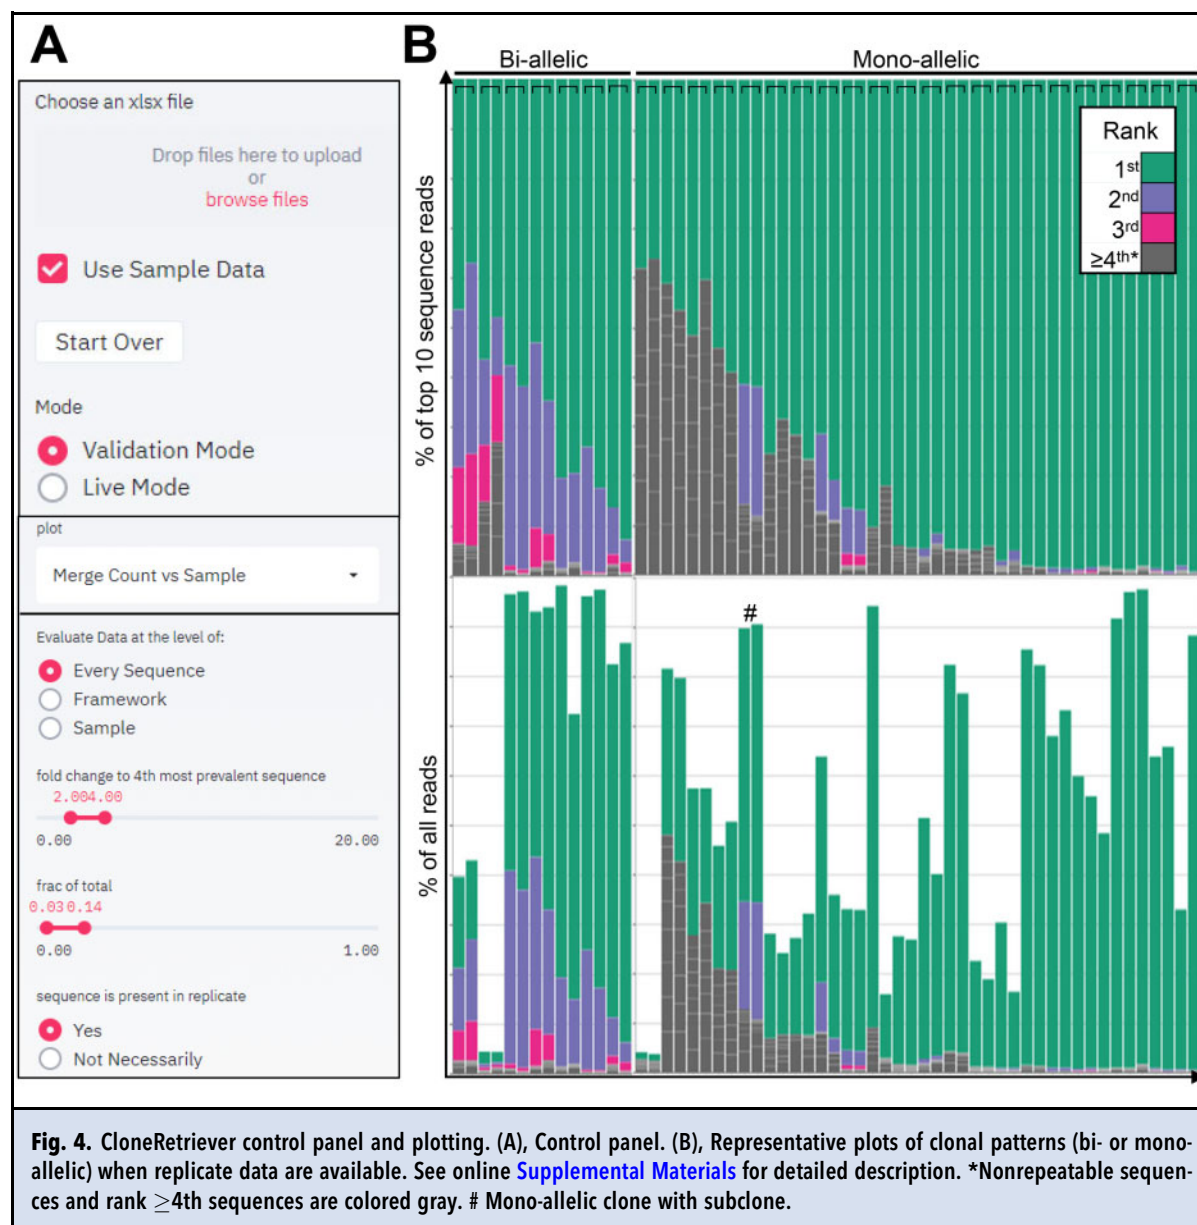 A
Choose an xlsx file
Drop files here to upload
or
browse files
Use Sample Data
Start Over
Mode
Validation Mode
Live Mode
plot
Merge Count vs Sample
Evaluate Data at the level of:
Every Sequence
Framework
Sample
fold change to 4th most prevalent sequence
2.004.00
0.00 20.00
frac of total
0.030.14
0.00 1.00
sequence is present in replicate
Yes
Not Necessarily
B
Bi-allelic Mono-allelic
% of top 10 sequence reads
Rank
1st
2nd
3rd
≥4th*
#
% of all reads
Fig. 4. CloneRetriever control panel and plotting. (A), Control panel. (B), Representative plots of clonal patterns (bi- or mono-
allelic) when replicate data are available. See online Supplemental Materials for detailed description. *Nonrepeatable sequen-
ces and rank ≥4th sequences are colored gray. # Mono-allelic clone with subclone.